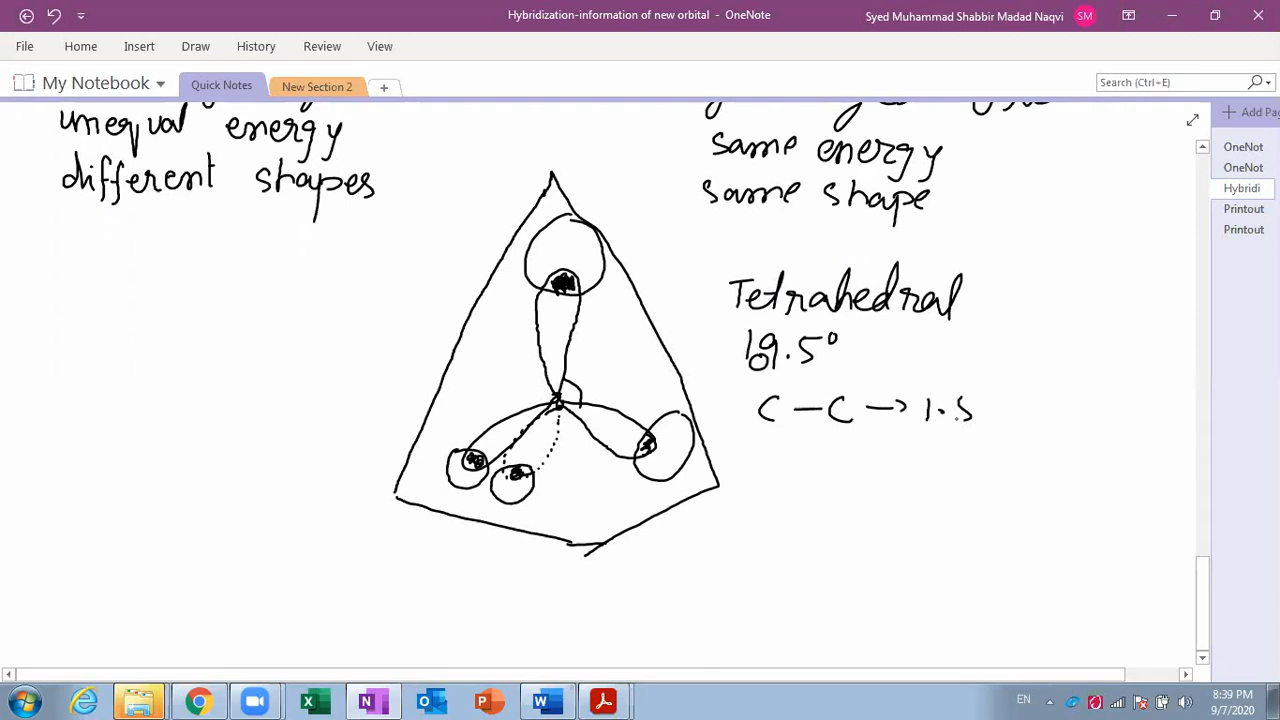 Hybridization-information of new orbital - OneNote
Syed Muhammad Shabbir Madad Naqvi SM
File Home Insert Draw History Review View
My Notebook Quick Notes New Section 2
Search (Ctrl+E)
Add Pag
OneNot
OneNot
Hybridi
Printout
Printout
unequal energy
different shapes
same energy
same shape
Tetrahedral
109.5°
C — C → 1.5
EN
8:39 PM
9/7/2020